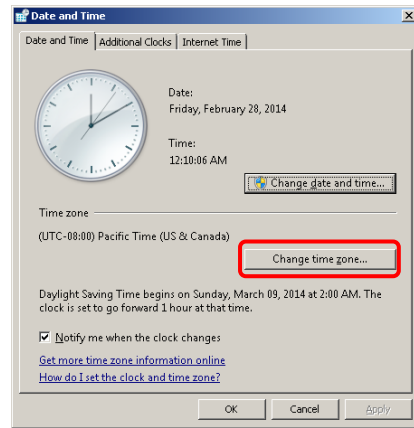 Date and Time
Date and Time Additional Clocks Internet Time
Date:
Friday, February 28, 2014
Time:
12:10:06 AM
Change date and time...
Time zone
(UTC-08:00) Pacific Time (US & Canada)
Change time zone...
Daylight Saving Time begins on Sunday, March 09, 2014 at 2:00 AM. The
clock is set to go forward 1 hour at that time.
Notify me when the clock changes
Get more time zone information online
How do I set the clock and time zone?
OK Cancel Apply